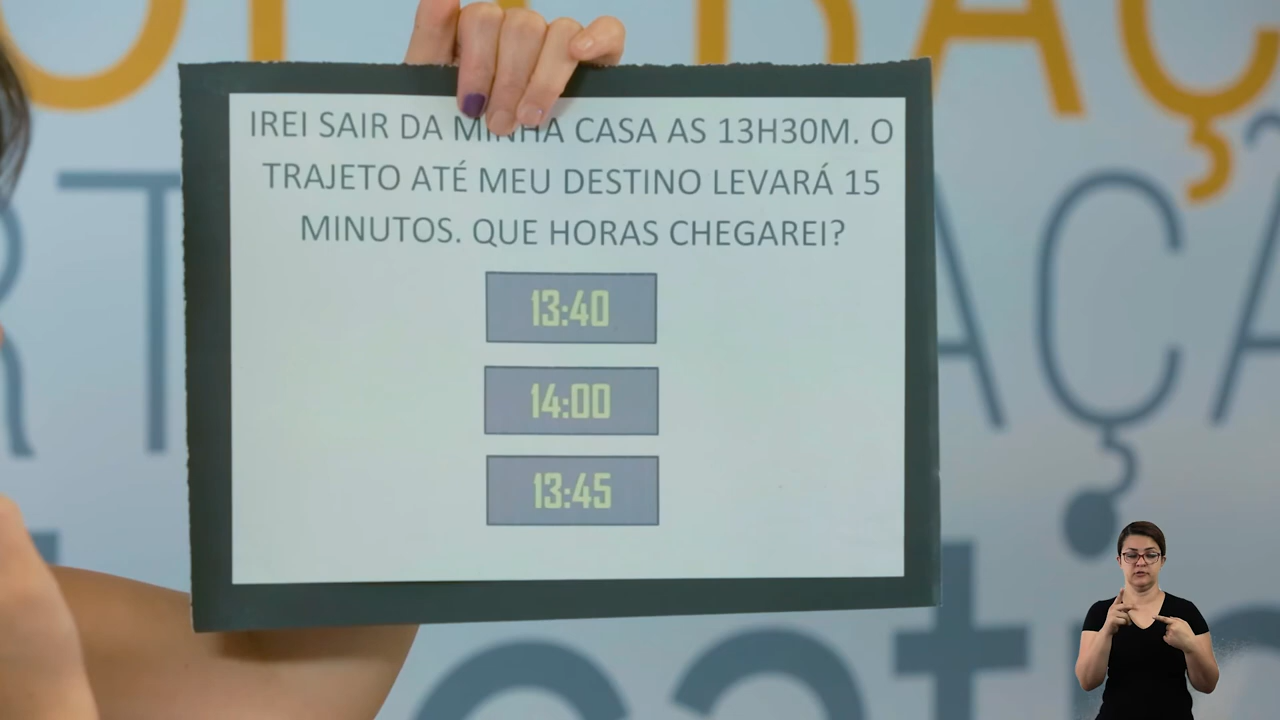 IREI SAIR DA MINHA CASA AS 13H30M. O
TRAJETO ATÉ MEU DESTINO LEVARÁ 15
MINUTOS. QUE HORAS CHEGAREI?
13:40
14:00
13:45